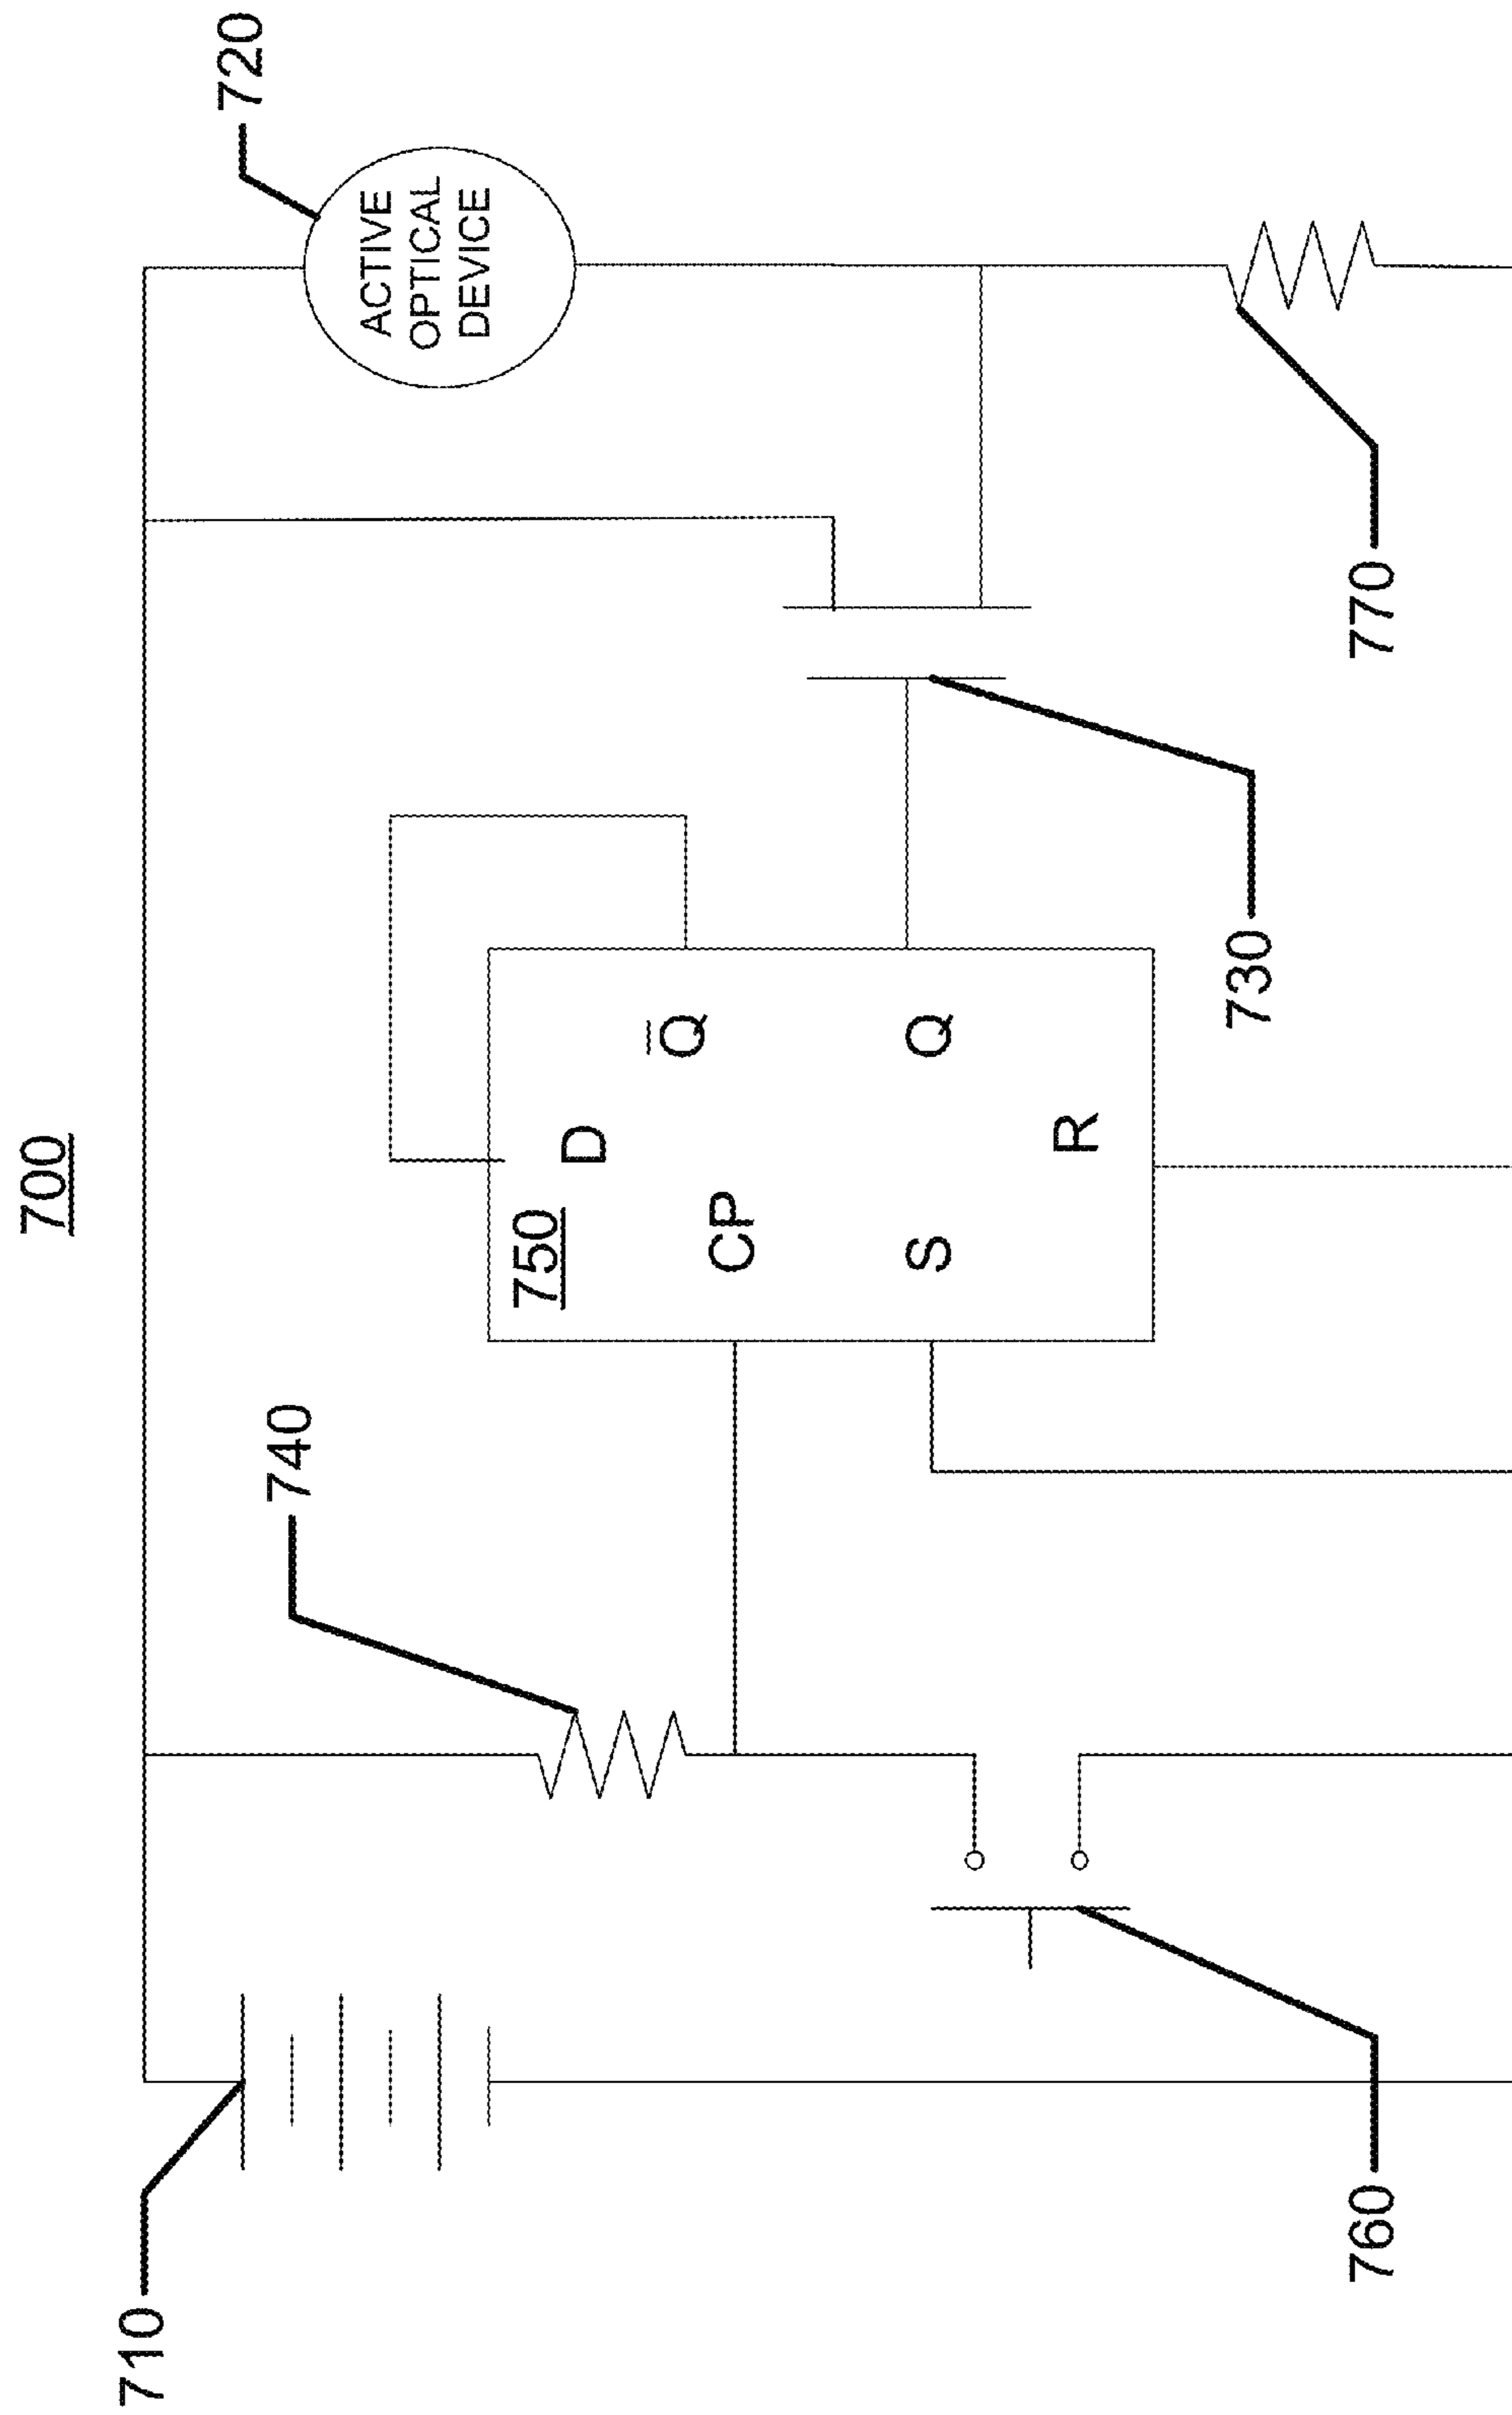 700
720
ACTIVE
OPTICAL
DEVICE
740
750
D
Q̅
CP
S
Q
R
710
730
770
760